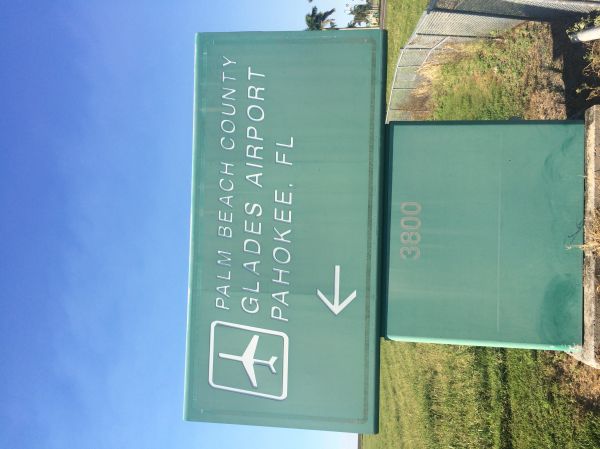 PALM BEACH COUNTY
GLADES AIRPORT
PAHOKEE, FL
3800